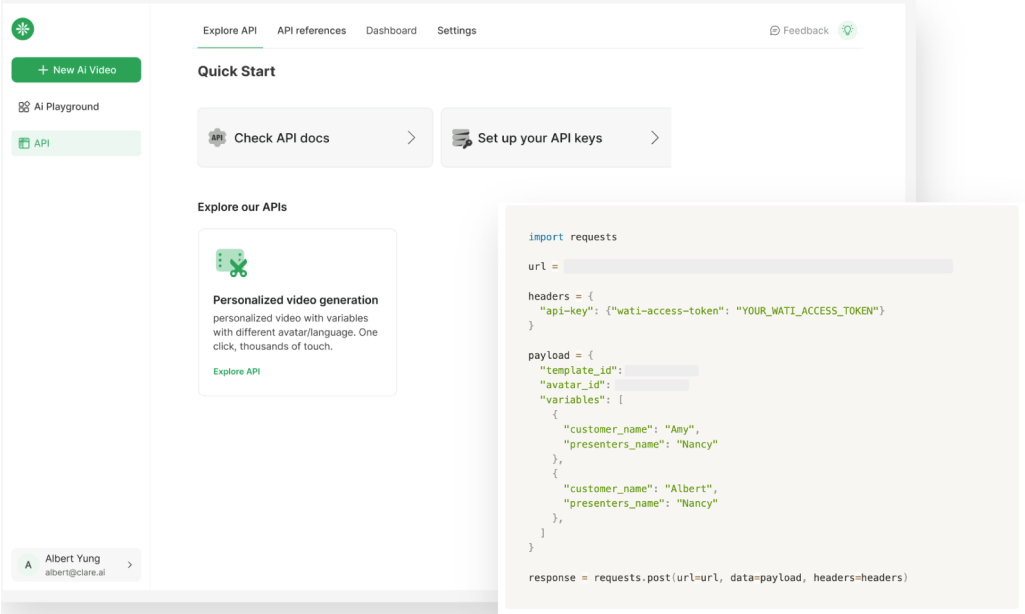 Explore API API references Dashboard Settings Feedback
New Ai Video
Quick Start
Ai Playground
API
API Check API docs
Set up your API keys
Explore our APIs
Personalized video generation
personalized video with variables
with different avatar/language. One
click, thousands of touch.
Explore API
A
Albert Yung
albert@clare.ai
import requests
url =
headers = {
"api-key": {"wati-access-token": "YOUR_WATI_ACCESS_TOKEN"}
}
payload = {
"template_id":
"avatar_id":
"variables": [
{
"customer_name": "Amy",
"presenters_name": "Nancy"
},
{
"customer_name": "Albert",
"presenters_name": "Nancy"
},
]
}
response = requests.post(url=url, data=payload, headers=headers)